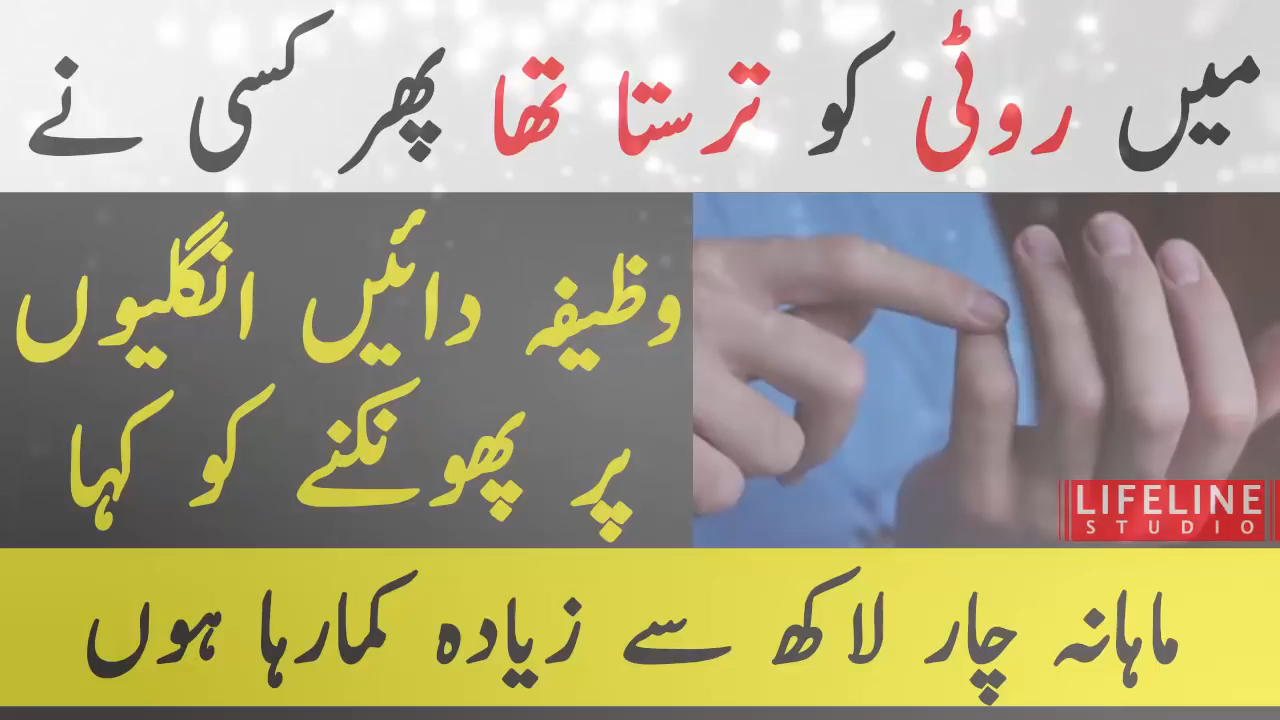 میں روٹی کو ترستا تھا پھر کسی نے
وظیفہ دائیں انگلیوں
پر پھونکنے کو کہا
LIFELINE
STUDIO
ماہانہ چار لاکھ سے زیادہ کمارہا ہوں